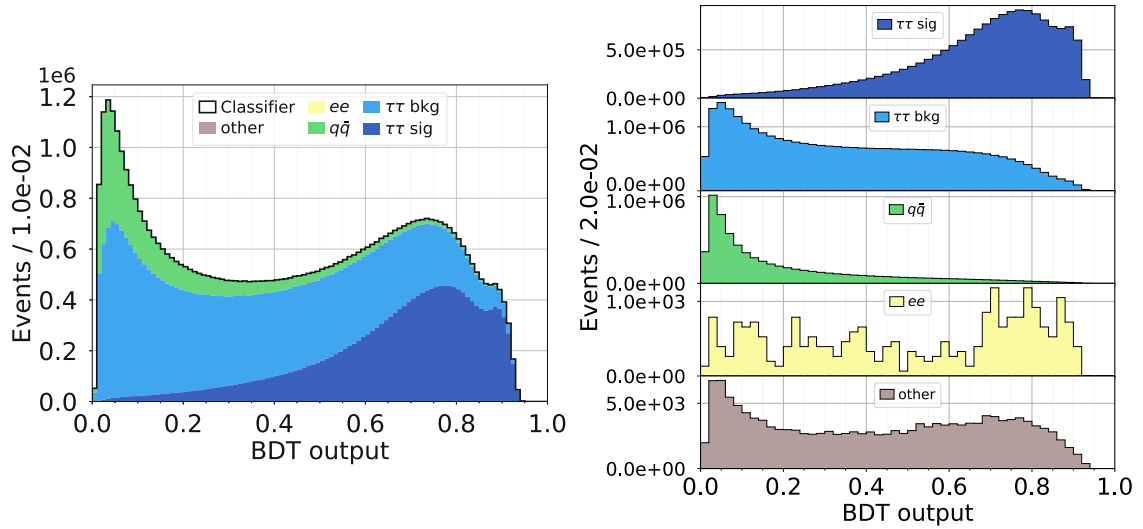 1e6
Events / 1.0e-02
1.2
1.0
0.8
0.6
0.4
0.2
0.0
Classifier ee ττ bkg
other qq̄ ττ sig
0.0 0.2 0.4 0.6 0.8 1.0
BDT output
Events / 2.0e-02
ττ sig
5.0e+05
0.0e+00
ττ bkg
1.0e+06
0.0e+00
1.0e+06
qq̄
0.0e+00
ee
1.0e+03
0.0e+00
other
5.0e+03
0.0e+00
0.0 0.2 0.4 0.6 0.8 1.0
BDT output